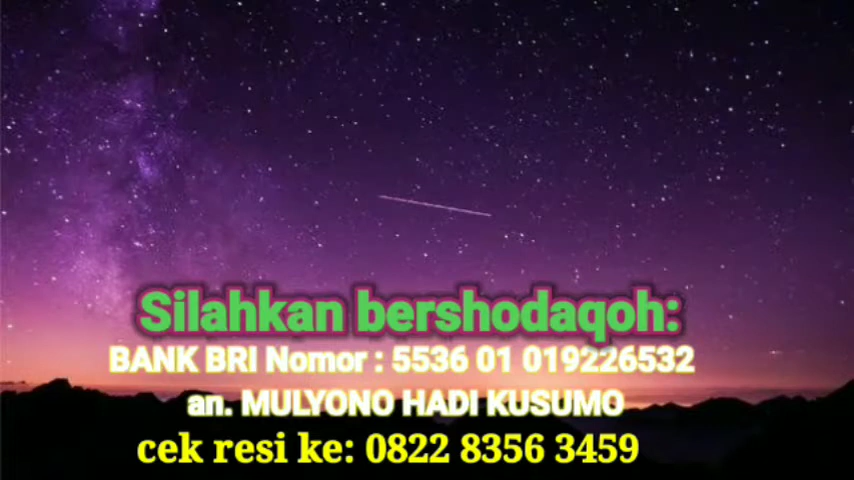 Silahkan bershodaqoh:
BANK BRI Nomor : 5536 01 019226532
an. MULYONO HADI KUSUMO
cek resi ke: 0822 8356 3459